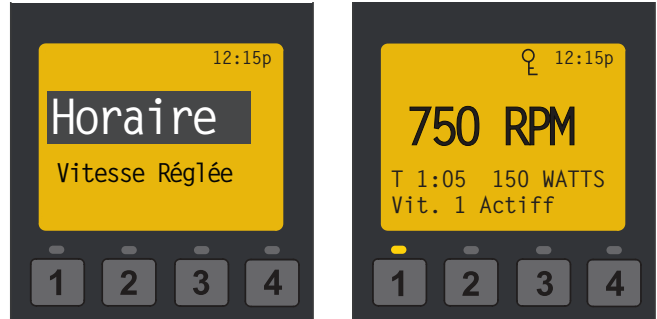 12:15p
Horaire
Vitesse Réglée
1 2 3 4
12:15p
750 RPM
T 1:05 150 WATTS
Vit. 1 Actiff
1 2 3 4